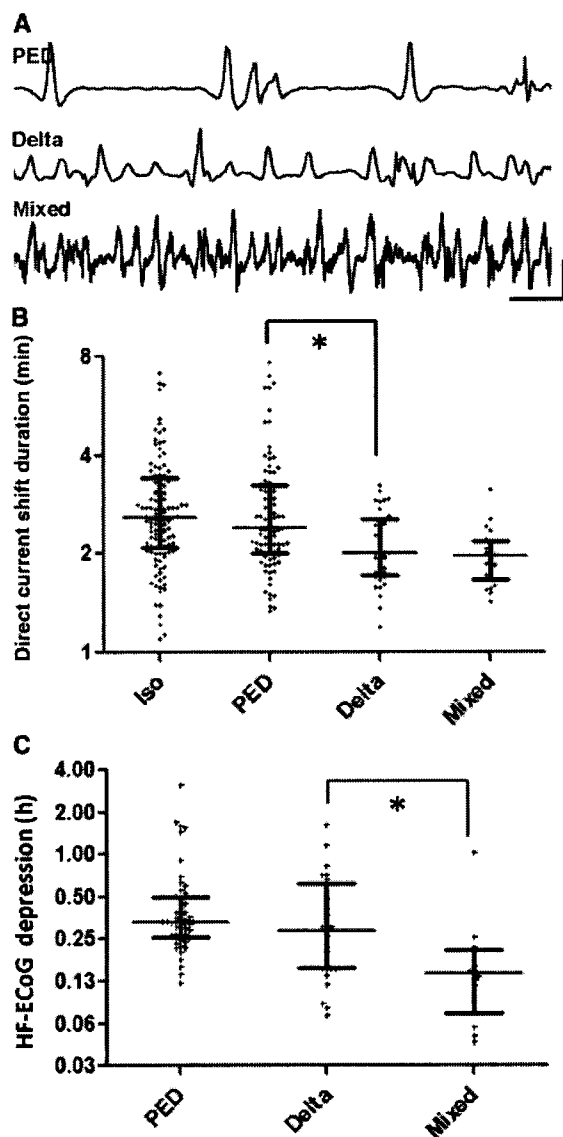 A
PED
Delta
Mixed
B
Direct current shift duration (min)
8
4
2
1
*
Iso
PED
Delta
Mixed
C
HF-ECoG depression (h)
4.00
2.00
1.00
0.50
0.25
0.13
0.06
0.03
*
PED
Delta
Mixed